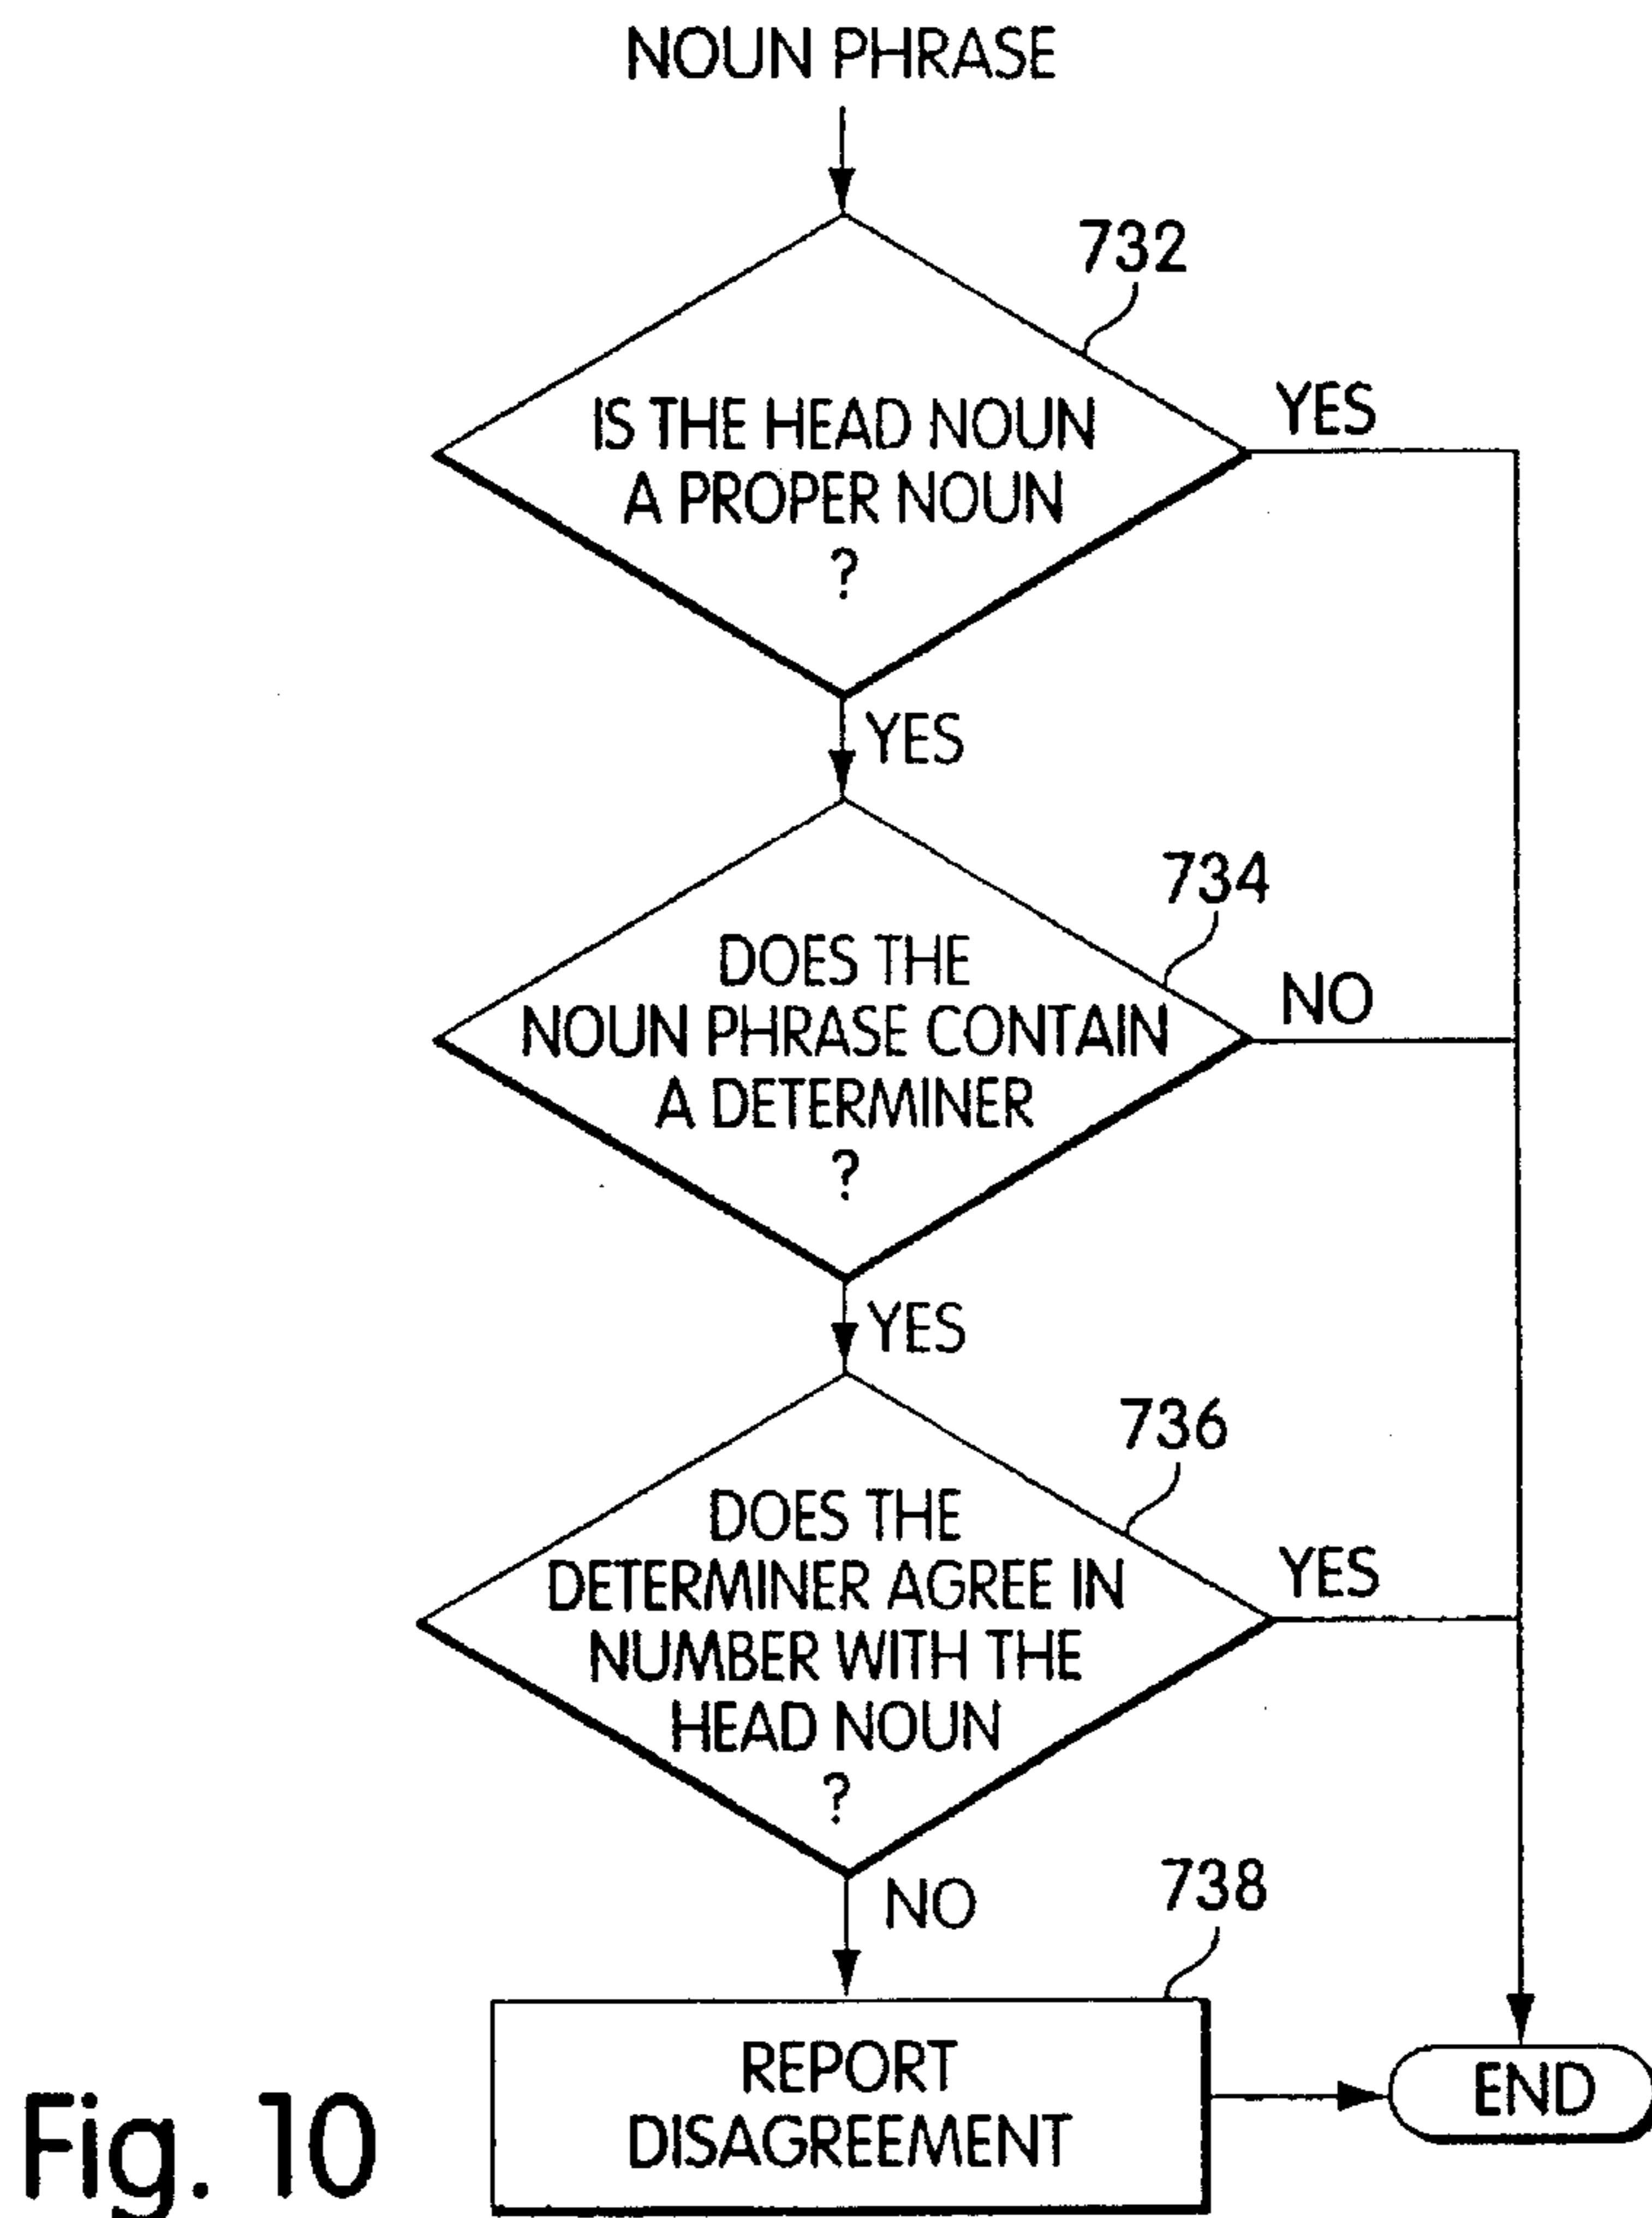 NOUN PHRASE
732
IS THE HEAD NOUN
A PROPER NOUN
?
YES
YES
734
DOES THE
NOUN PHRASE CONTAIN
A DETERMINER
?
NO
YES
736
DOES THE
DETERMINER AGREE IN
NUMBER WITH THE
HEAD NOUN
?
YES
NO
738
REPORT
DISAGREEMENT
END
Fig. 10